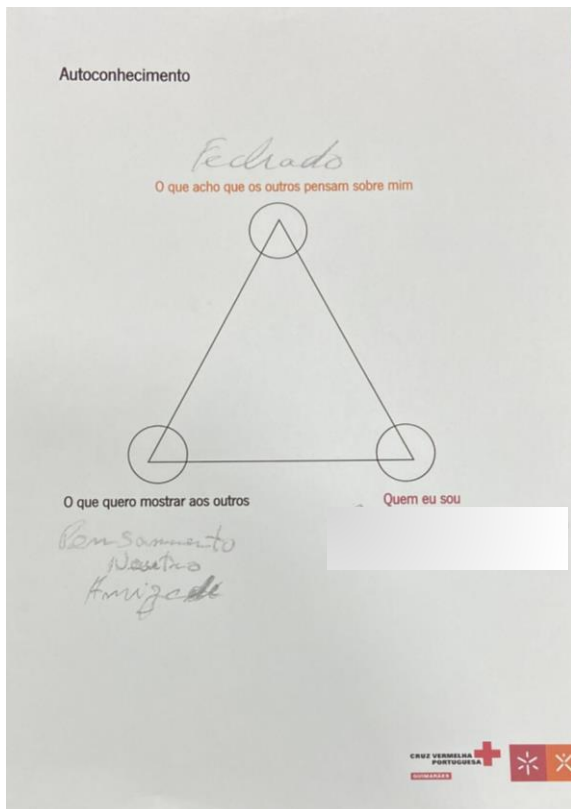 Autoconhecimento
Fechado
O que acho que os outros pensam sobre mim
O que quero mostrar aos outros
Quem eu sou
Pensamento
Neutro
Amizade
CRUZ VERMELHA
PORTUGUESA
GUIMARÃES